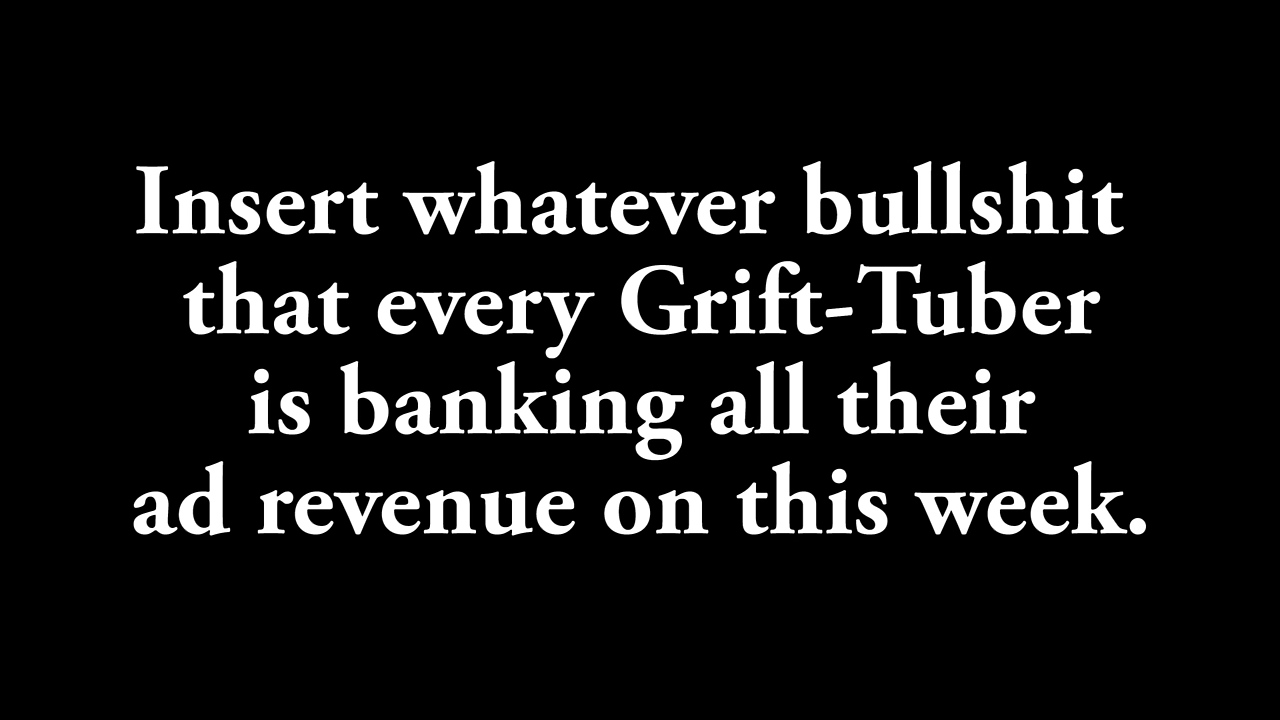 Insert whatever bullshit
that every Grift-Tuber
is banking all their
ad revenue on this week.